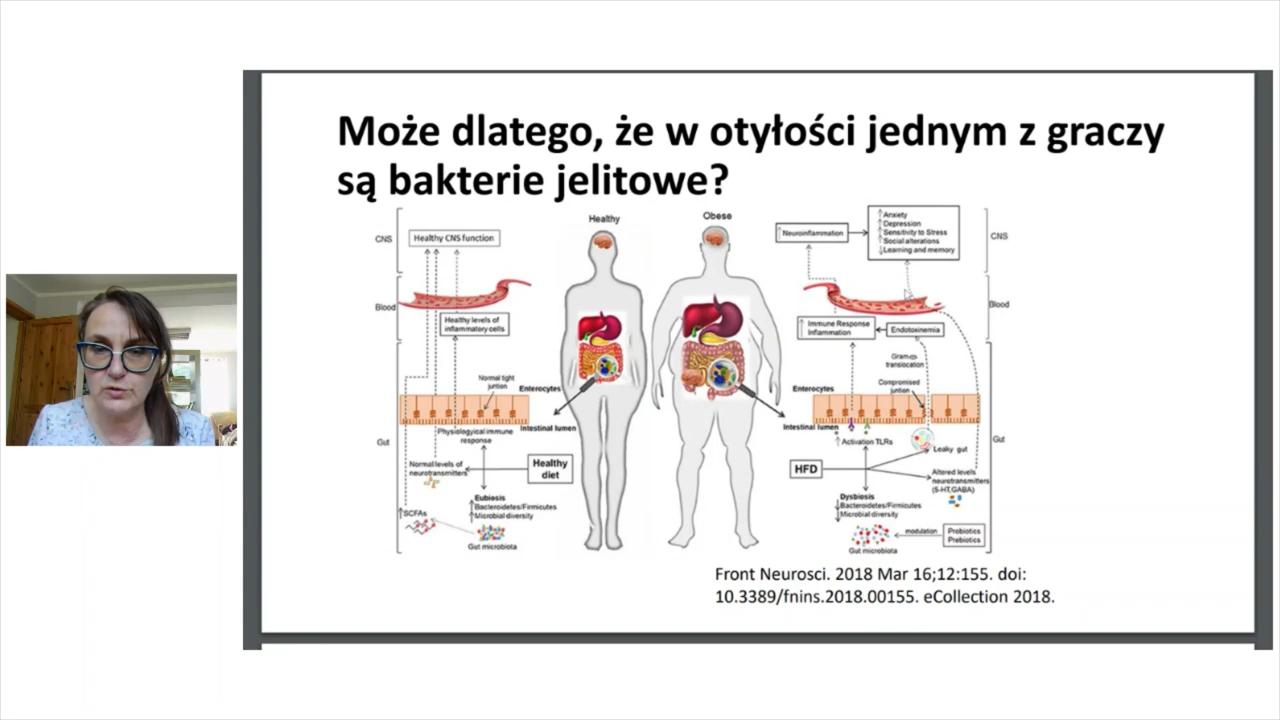 Może dlatego, że w otyłości jednym z graczy
są bakterie jelitowe?
Healthy
Obese
CNS
Healthy CNS function
Blood
Healthy levels of
inflammatory cells
Normal tight
juntion
Enterocytes
Intestinal lumen
Physiologyical immune
response
Gut
Normal levels of
neurotransmitters
Healthy
diet
Eubiosis
Bacteroidetes/Firmicutes
Microbial diversity
SCFAs
Gut microbiota
Neuroinflammation
Anxiety
Depression
Sensitivity to Stress
Social alterations
Learning and memory
CNS
Blood
Immune Response
Inflammation
Endotoxinemia
Gram⊖
translocation
Compromised
juntion
Enterocytes
Intestinal lumen
Activation TLRs
Leaky gut
Gut
HFD
Altered levels
neurotransmitters
(5-HT,GABA)
Dysbiosis
Bacteroidetes/Firmicutes
Microbial diversity
modulation
Probiotics
Prebiotics
Gut microbiota
Front Neurosci. 2018 Mar 16;12:155. doi:
10.3389/fnins.2018.00155. eCollection 2018.